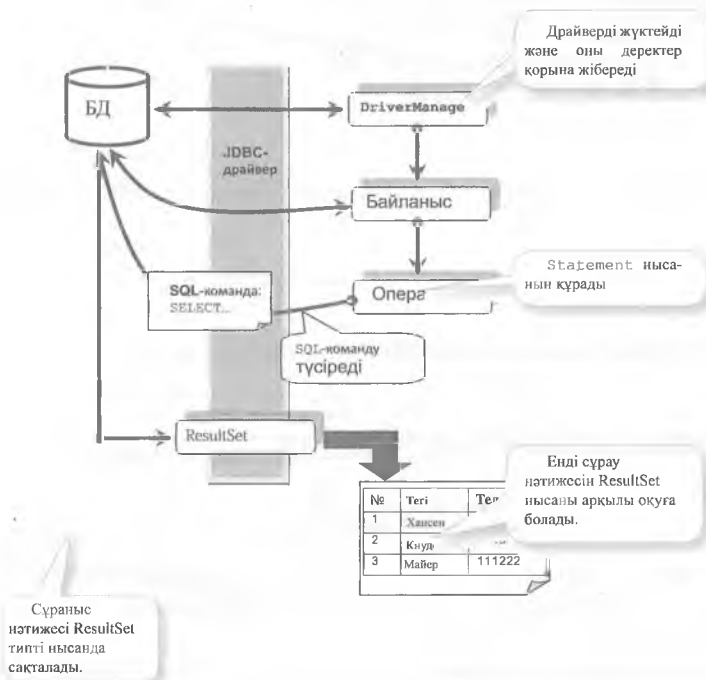 Драйверді жүктейді
және оны деректер
қорына жібереді
БД
DriverManage
JDBC-
драйвер
Байланыс
Statement ныса-
нын құрады
SQL-команда:
SELECT...
Опера
SQL-команду
түсіреді
ResultSet
Енді сұрау
нәтижесін ResultSet
нысаны арқылы оқуға
болады.
№ Тегі Тел
1 Хансен
2 Кнуд
3 Майер 111222
Сұраныс
нәтижесі ResultSet
типті нысанда
сақталады.